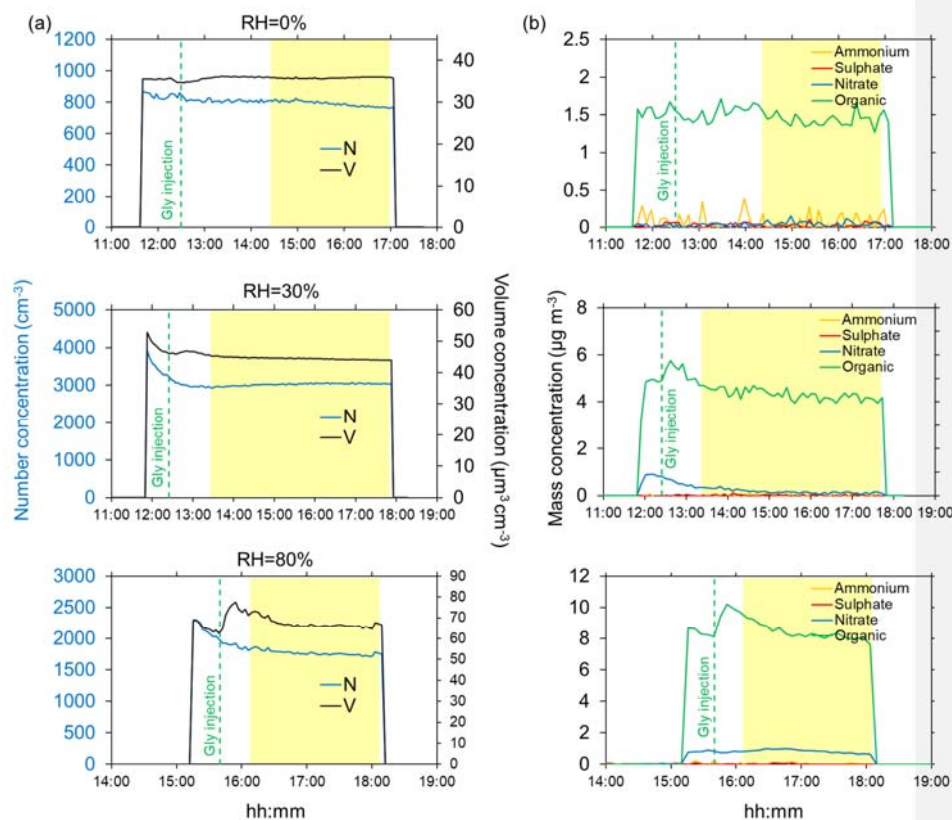 (a)
RH=0%
1200
1000
800
600
400
200
0
40
30
20
10
0
Gly injection
N
V
11:00 12:00 13:00 14:00 15:00 16:00 17:00 18:00
(b)
2.5
2
1.5
1
0.5
0
Ammonium
Sulphate
Nitrate
Organic
Gly injection
11:00 12:00 13:00 14:00 15:00 16:00 17:00 18:00
Number concentration (cm⁻³)
RH=30%
5000
4000
3000
2000
1000
0
60
50
40
30
20
10
0
Gly injection
N
V
11:00 12:00 13:00 14:00 15:00 16:00 17:00 18:00 19:00
Volume concentration (µm³ cm⁻³)
Mass concentration (µg m⁻³)
8
6
4
2
0
Ammonium
Sulphate
Nitrate
Organic
Gly injection
11:00 12:00 13:00 14:00 15:00 16:00 17:00 18:00 19:00
RH=80%
3000
2500
2000
1500
1000
500
0
90
80
70
60
50
40
30
20
10
0
Gly injection
N
V
14:00 15:00 16:00 17:00 18:00 19:00
hh:mm
12
10
8
6
4
2
0
Ammonium
Sulphate
Nitrate
Organic
Gly injection
14:00 15:00 16:00 17:00 18:00 19:00
hh:mm